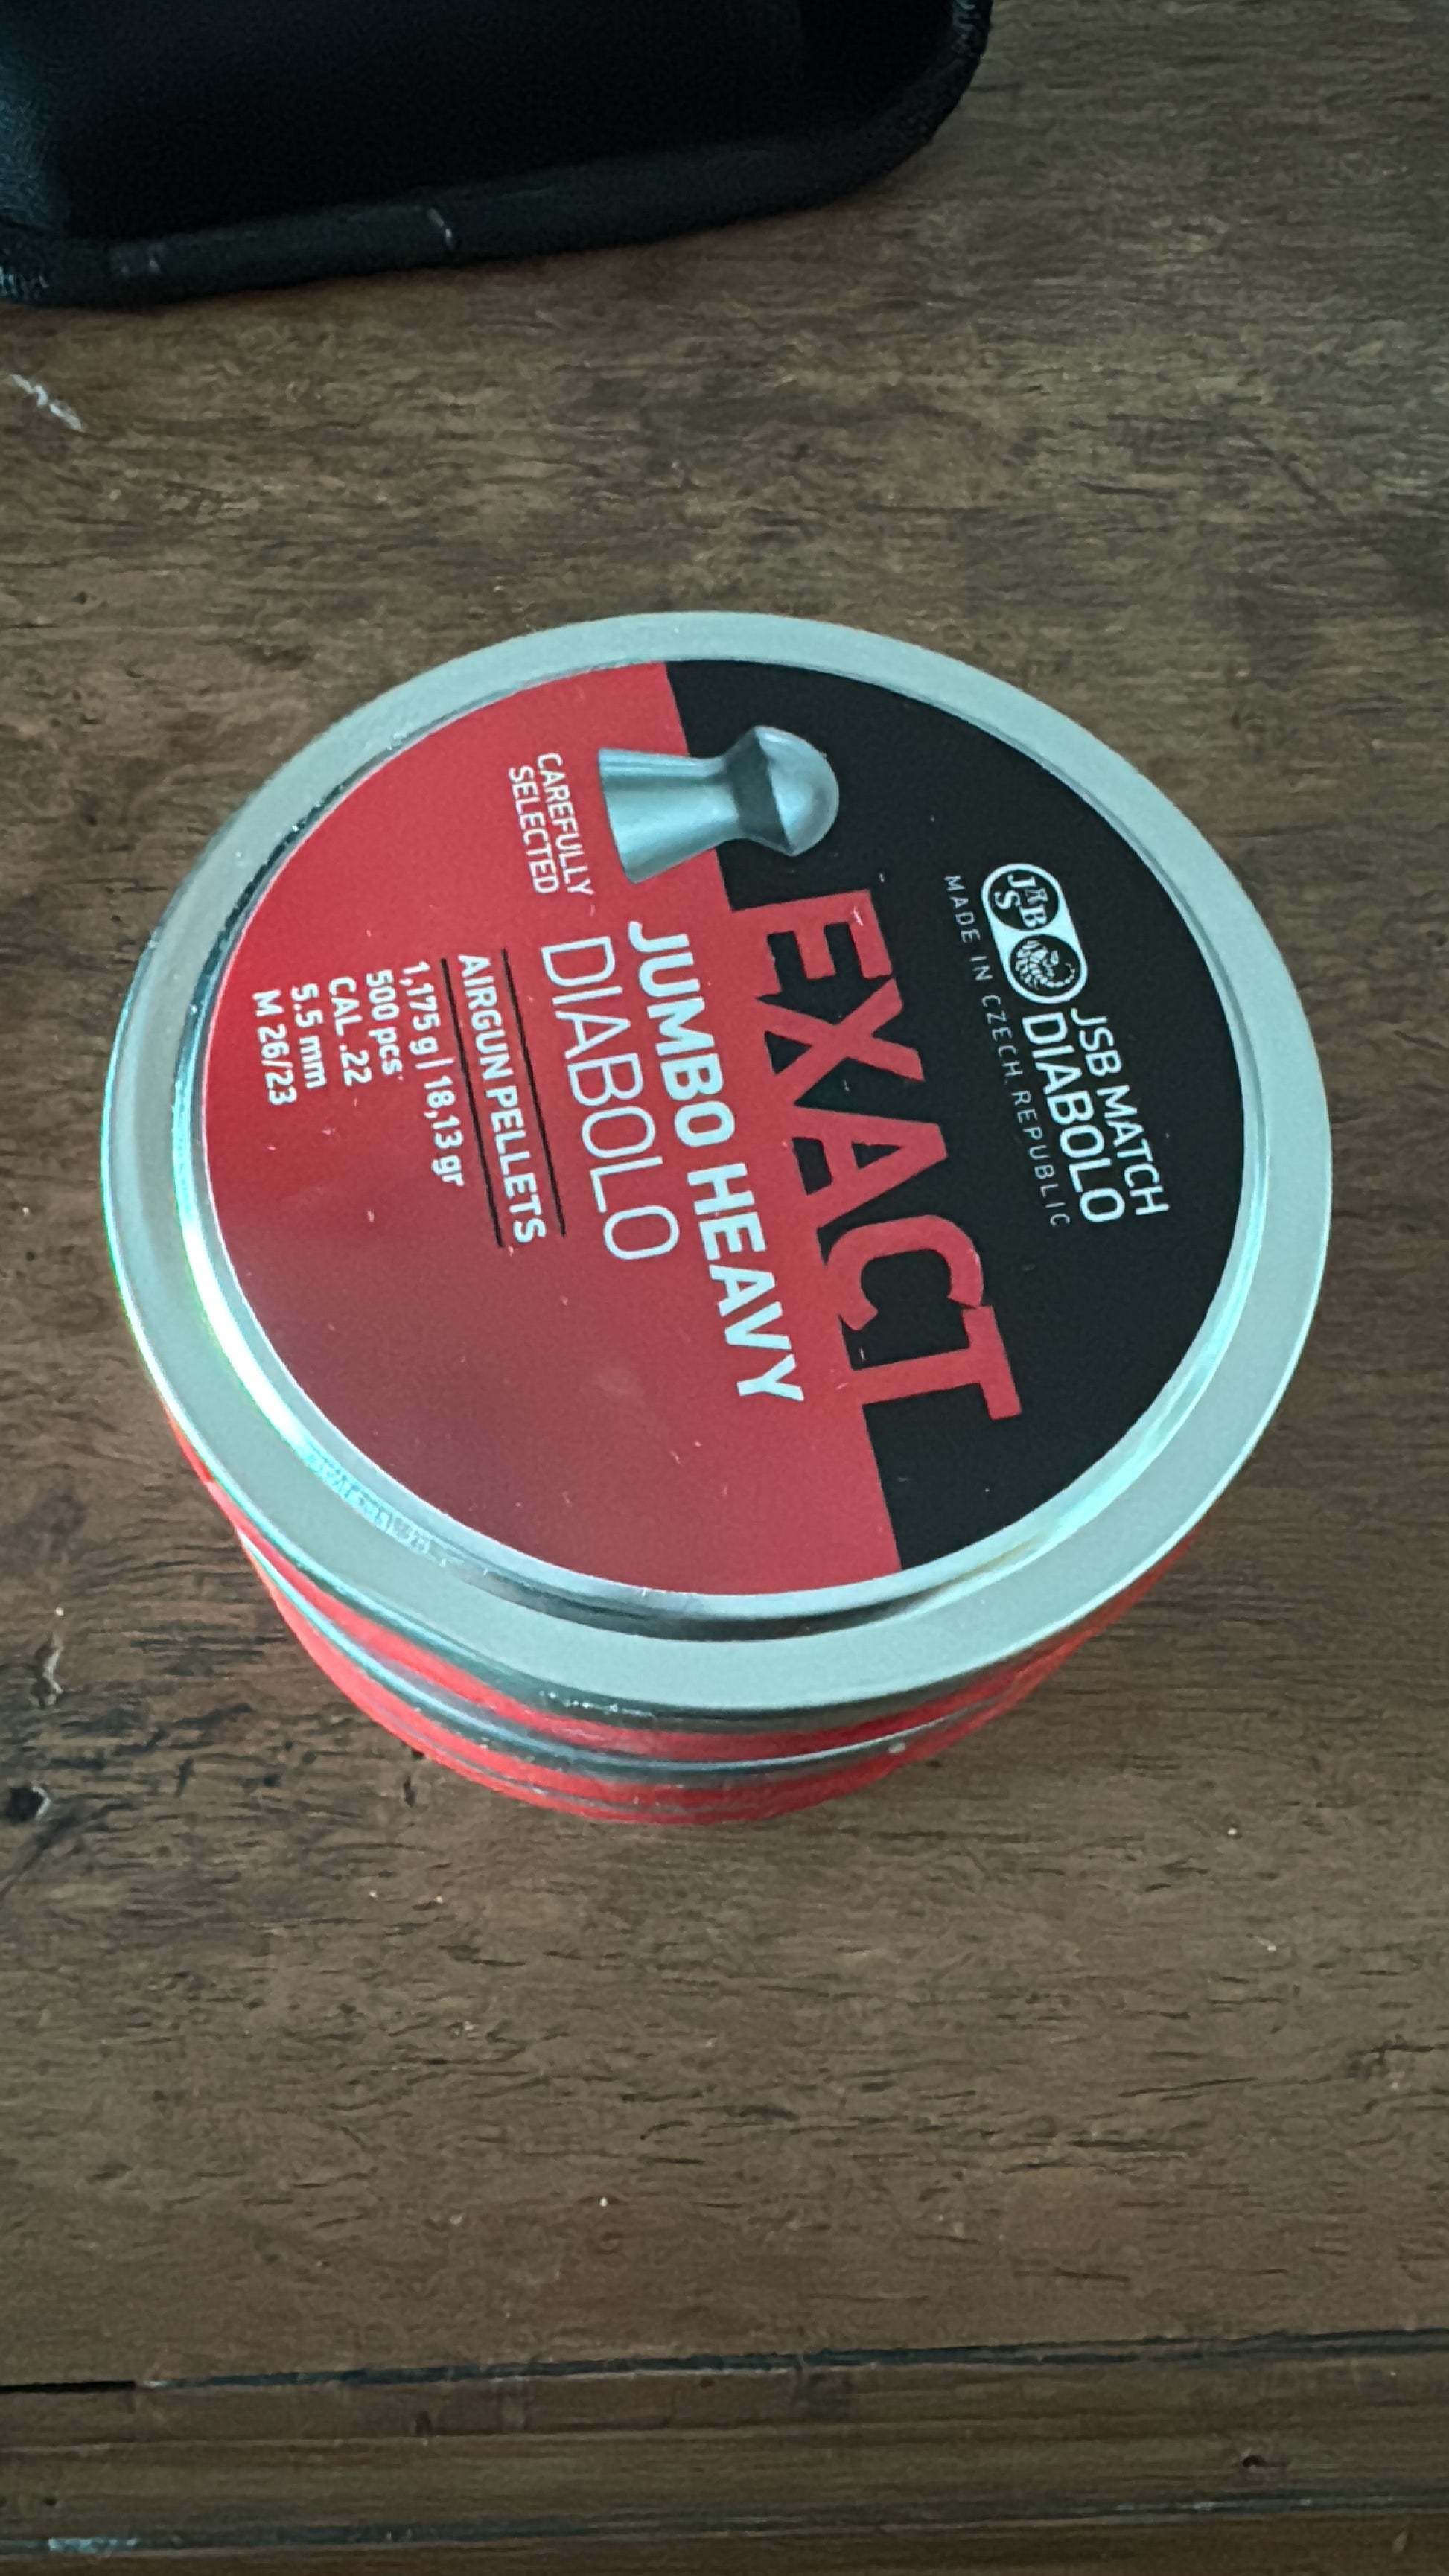 JSB
JSB MATCH
DIABOLO
MADE IN CZECH REPUBLIC
EXACT
JUMBO HEAVY
DIABOLO
CAREFULLY
SELECTED
AIRGUN PELLETS
1,175 g | 18,13 gr
500 pcs
CAL .22
5.5 mm
M 26/23